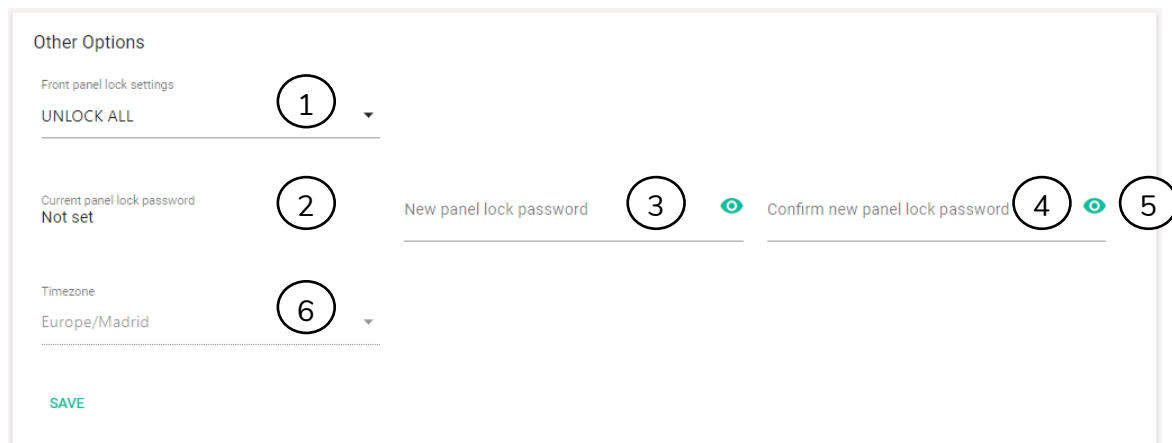 Other Options
Front panel lock settings
UNLOCK ALL
1
Current panel lock password
Not set
2
New panel lock password
3
Confirm new panel lock password
4
5
Timezone
Europe/Madrid
6
SAVE